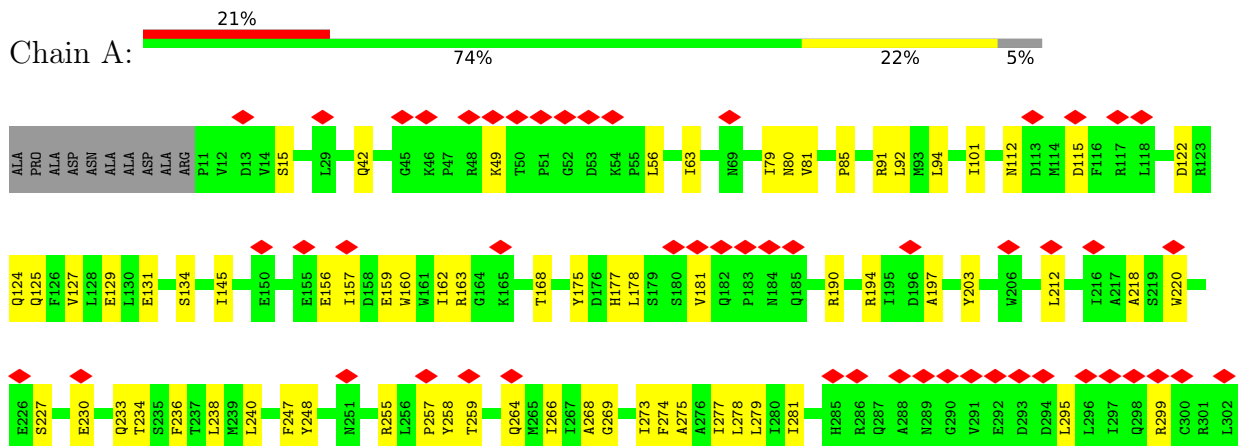 21%
Chain A:
74% 22% 5%
ALA PRO ALA ASP ASN ALA ALA ASP ALA ARG P11 V12 D13 V14 S15 L29 Q42 G45 K46 P47 R48 K49 T50 P51 G52 D53 K54 P55 L56 I63 N69 I79 N80 V81 P85 R91 L92 M93 L94 I101 N112 D113 M114 D115 F116 R117 L118 D122 R123
Q124 Q125 F126 V127 L128 E129 L130 E131 S134 I145 E150 E155 E156 I157 D158 E159 W160 W161 I162 R163 G164 K165 T168 Y175 D176 H177 L178 S179 S180 V181 Q182 P183 N184 Q185 R190 R194 I195 D196 A197 Y203 W206 L212 I216 A217 A218 S219 W220
E226 S227 E230 Q233 T234 S235 F236 T237 L238 M239 L240 F247 Y248 N251 R255 L256 P257 Y258 T259 Q264 M265 I266 I267 A268 G269 I273 F274 A275 A276 I277 L278 L279 I280 I281 H285 R286 Q287 A288 N289 G290 V291 E292 D293 D294 L295 L296 I297 Q298 R299 G300 R301 L302